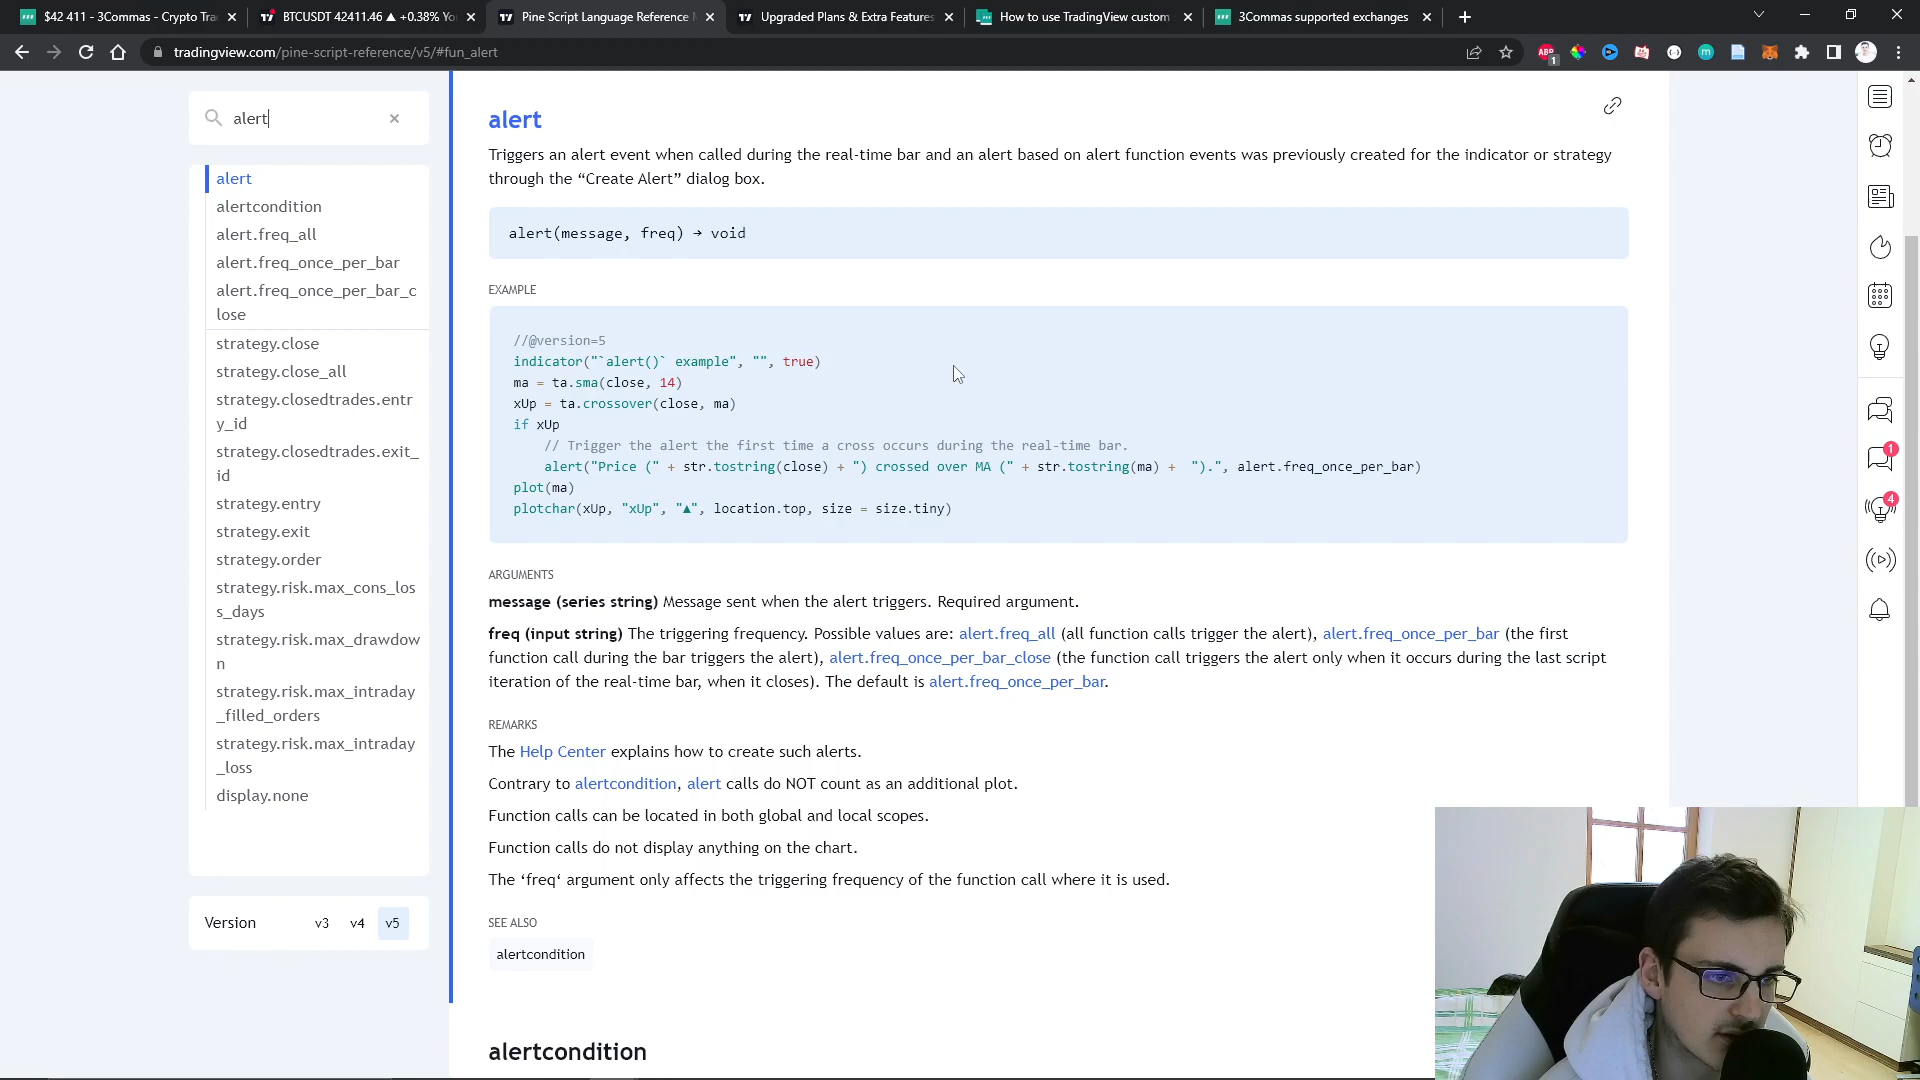 $42 411 - 3Commas - Crypto Tra
BTCUSDT 42411.46 ▲ +0.38% Yo
Pine Script Language Reference M
Upgraded Plans & Extra Features
How to use TradingView custom
3Commas supported exchanges
tradingview.com/pine-script-reference/v5/#fun_alert
alert
alert
alertcondition
alert.freq_all
alert.freq_once_per_bar
alert.freq_once_per_bar_c
lose
strategy.close
strategy.close_all
strategy.closedtrades.entr
y_id
strategy.closedtrades.exit_
id
strategy.entry
strategy.exit
strategy.order
strategy.risk.max_cons_los
s_days
strategy.risk.max_drawdow
n
strategy.risk.max_intraday
_filled_orders
strategy.risk.max_intraday
_loss
display.none
Version v3 v4 v5
alert
Triggers an alert event when called during the real-time bar and an alert based on alert function events was previously created for the indicator or strategy
through the “Create Alert” dialog box.
alert(message, freq) → void
EXAMPLE
//@version=5
indicator("`alert()` example", "", true)
ma = ta.sma(close, 14)
xUp = ta.crossover(close, ma)
if xUp
// Trigger the alert the first time a cross occurs during the real-time bar.
alert("Price (" + str.tostring(close) + ") crossed over MA (" + str.tostring(ma) +  ").", alert.freq_once_per_bar)
plot(ma)
plotchar(xUp, "xUp", "▲", location.top, size = size.tiny)
ARGUMENTS
message (series string) Message sent when the alert triggers. Required argument.
freq (input string) The triggering frequency. Possible values are: alert.freq_all (all function calls trigger the alert), alert.freq_once_per_bar (the first
function call during the bar triggers the alert), alert.freq_once_per_bar_close (the function call triggers the alert only when it occurs during the last script
iteration of the real-time bar, when it closes). The default is alert.freq_once_per_bar.
REMARKS
The Help Center explains how to create such alerts.
Contrary to alertcondition, alert calls do NOT count as an additional plot.
Function calls can be located in both global and local scopes.
Function calls do not display anything on the chart.
The ‘freq‘ argument only affects the triggering frequency of the function call where it is used.
SEE ALSO
alertcondition
alertcondition
ABP
1
m
1
4